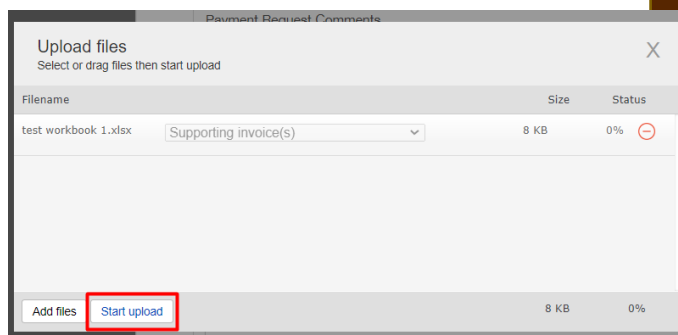 Payment Request Comments
Upload files
X
Select or drag files then start upload
Filename Size Status
test workbook 1.xlsx Supporting invoice(s) 8 KB 0%
Add files Start upload 8 KB 0%